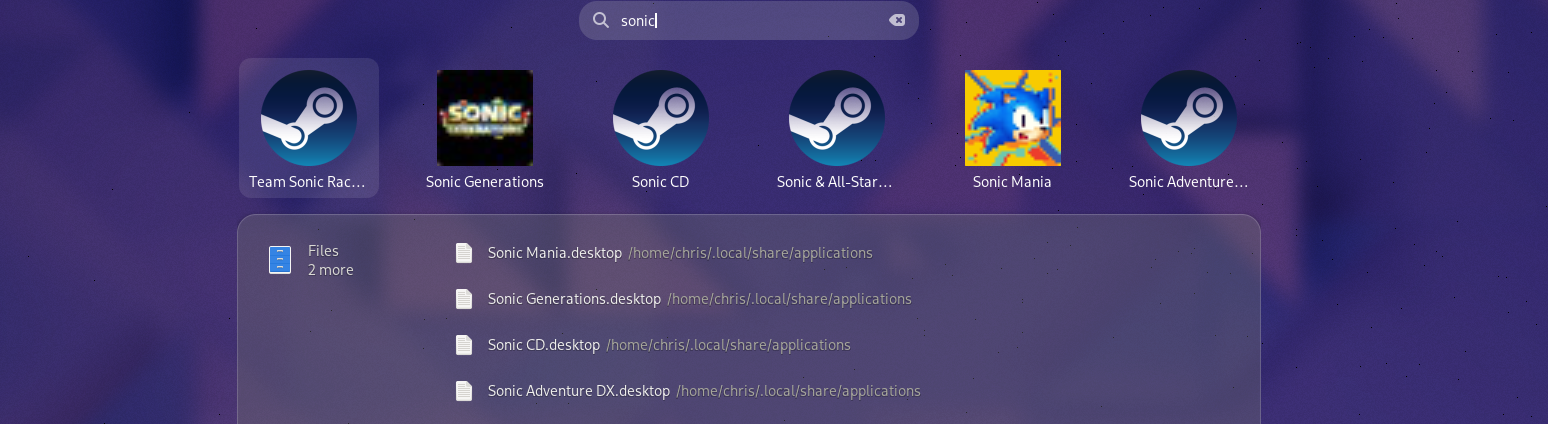 sonic
Team Sonic Rac…
Sonic Generations
Sonic CD
Sonic & All-Star…
Sonic Mania
Sonic Adventure…
SONIC
GENERATIONS
Files
2 more
Sonic Mania.desktop /home/chris/.local/share/applications
Sonic Generations.desktop /home/chris/.local/share/applications
Sonic CD.desktop /home/chris/.local/share/applications
Sonic Adventure DX.desktop /home/chris/.local/share/applications